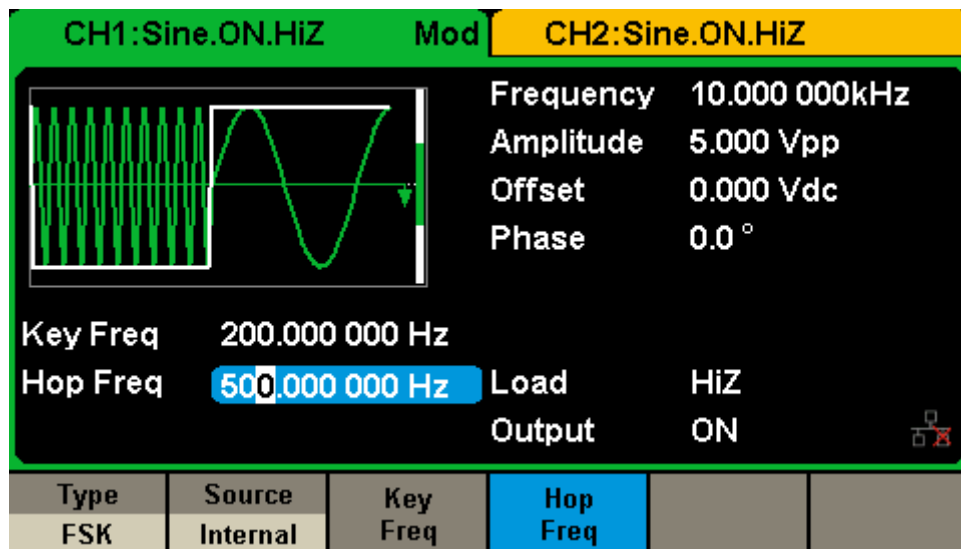 CH1:Sine.ON.HiZ Mod CH2:Sine.ON.HiZ
Frequency 10.000 000kHz
Amplitude 5.000 Vpp
Offset 0.000 Vdc
Phase 0.0 °
Key Freq 200.000 000 Hz
Hop Freq 500.000 000 Hz Load HiZ
Output ON
Type Source Key Hop
FSK Internal Freq Freq